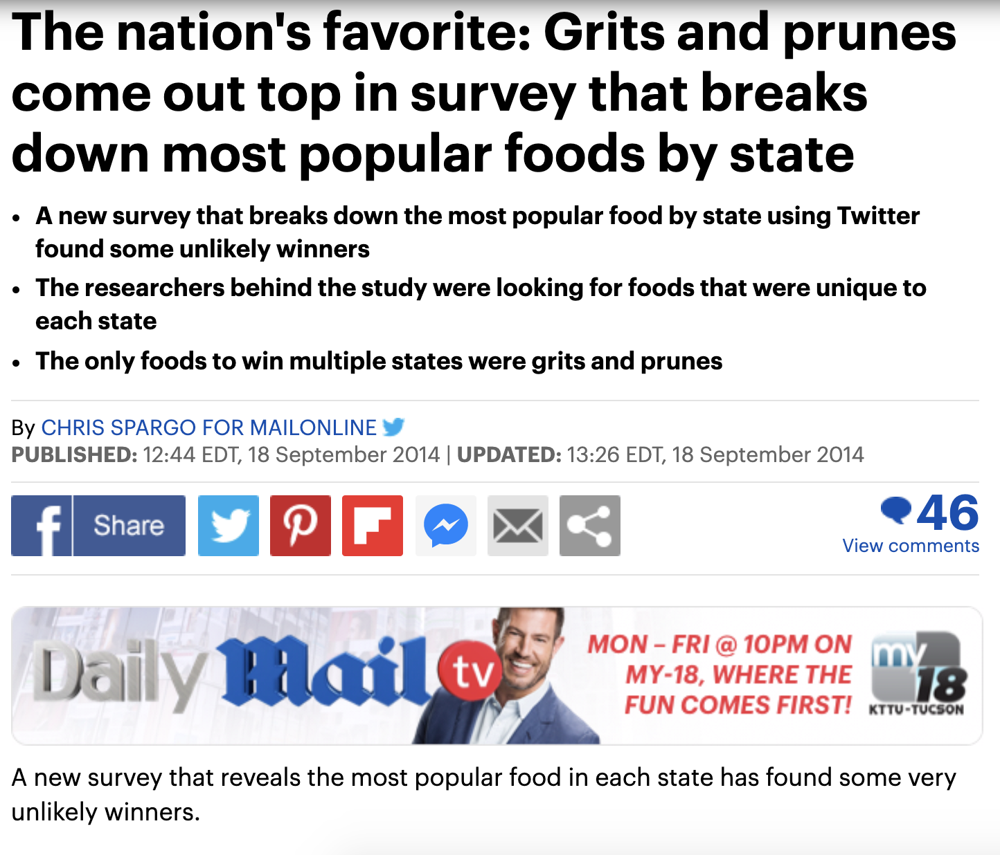 The nation's favorite: Grits and prunes
come out top in survey that breaks
down most popular foods by state
• A new survey that breaks down the most popular food by state using Twitter
found some unlikely winners
• The researchers behind the study were looking for foods that were unique to
each state
• The only foods to win multiple states were grits and prunes
By CHRIS SPARGO FOR MAILONLINE
PUBLISHED: 12:44 EDT, 18 September 2014 | UPDATED: 13:26 EDT, 18 September 2014
f Share
46
View comments
Daily Mail tv
MON – FRI @ 10PM ON
MY-18, WHERE THE
FUN COMES FIRST!
my
18
KTTU-TUCSON
A new survey that reveals the most popular food in each state has found some very
unlikely winners.